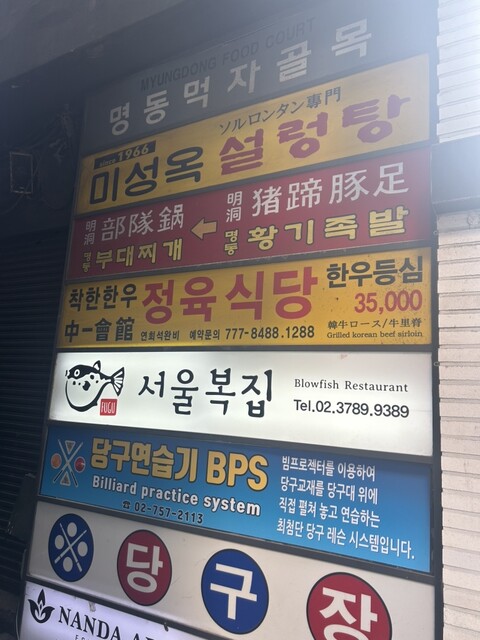 MYUNGDONG FOOD COURT
명동먹자골목
since 1966
ソルロンタン専門
미성옥 설렁탕
明洞 部隊鍋 ← 明洞 猪蹄豚足
명동 부대찌개 명동 황기족발
착한한우 정육식당 한우등심
35,000
中一會館 연회석완비 예약문의 777-8488.1288
韓牛ロース/牛里脊
Grilled korean beef sirloin
FUGU
서울복집
Blowfish Restaurant
Tel.02.3789.9389
당구연습기 BPS
Billiard practice system
☎ 02-757-2113
빔프로젝터를 이용하여
당구교재를 당구대 위에
직접 펼쳐 놓고 연습하는
최첨단 당구 레슨 시스템입니다.
당구장
NANDA